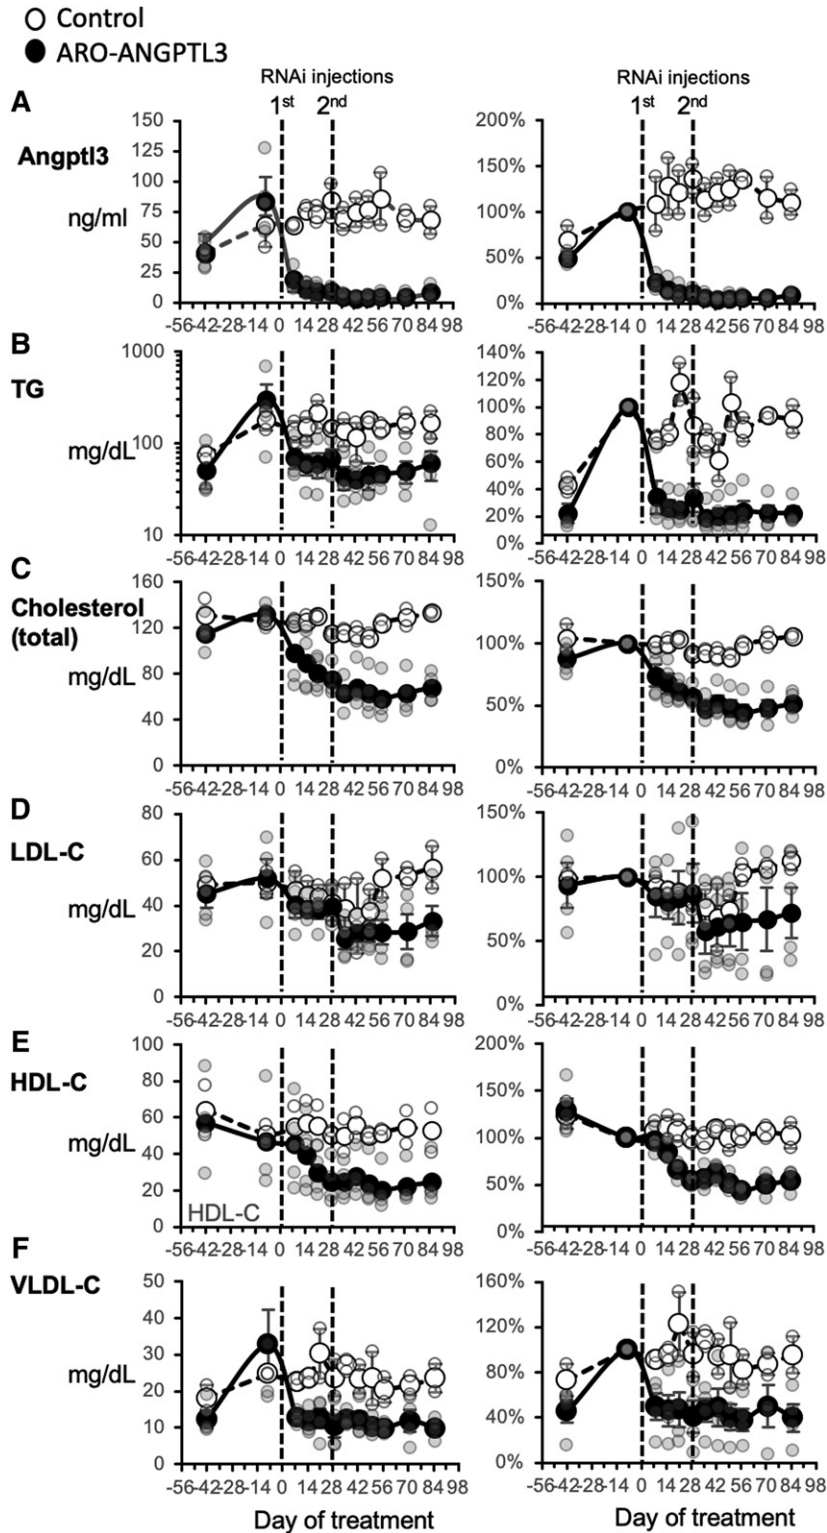 Control
ARO-ANGPTL3
RNAi injections
1st 2nd
RNAi injections
1st 2nd
A
Angptl3
ng/ml
150
125
100
75
50
25
0
-56-42-28-14 0 14 28 42 56 70 84 98
200%
150%
100%
50%
0%
-56-42-28-14 0 14 28 42 56 70 84 98
B
TG
mg/dL
1000
100
10
-56-42-28-14 0 14 28 42 56 70 84 98
140%
120%
100%
80%
60%
40%
20%
0%
-56-42-28-14 0 14 28 42 56 70 84 98
C
Cholesterol
(total)
mg/dL
160
120
80
40
0
-56-42-28-14 0 14 28 42 56 70 84 98
150%
100%
50%
0%
-56-42-28-14 0 14 28 42 56 70 84 98
D
LDL-C
mg/dL
80
60
40
20
0
-56-42-28-14 0 14 28 42 56 70 84 98
150%
100%
50%
0%
-56-42-28-14 0 14 28 42 56 70 84 98
E
HDL-C
mg/dL
100
80
60
40
20
0
HDL-C
-56-42-28-14 0 14 28 42 56 70 84 98
200%
150%
100%
50%
0%
-56-42-28-14 0 14 28 42 56 70 84 98
F
VLDL-C
mg/dL
50
40
30
20
10
0
-56-42-28-14 0 14 28 42 56 70 84 98
Day of treatment
160%
120%
80%
40%
0%
-56-42-28-14 0 14 28 42 56 70 84 98
Day of treatment